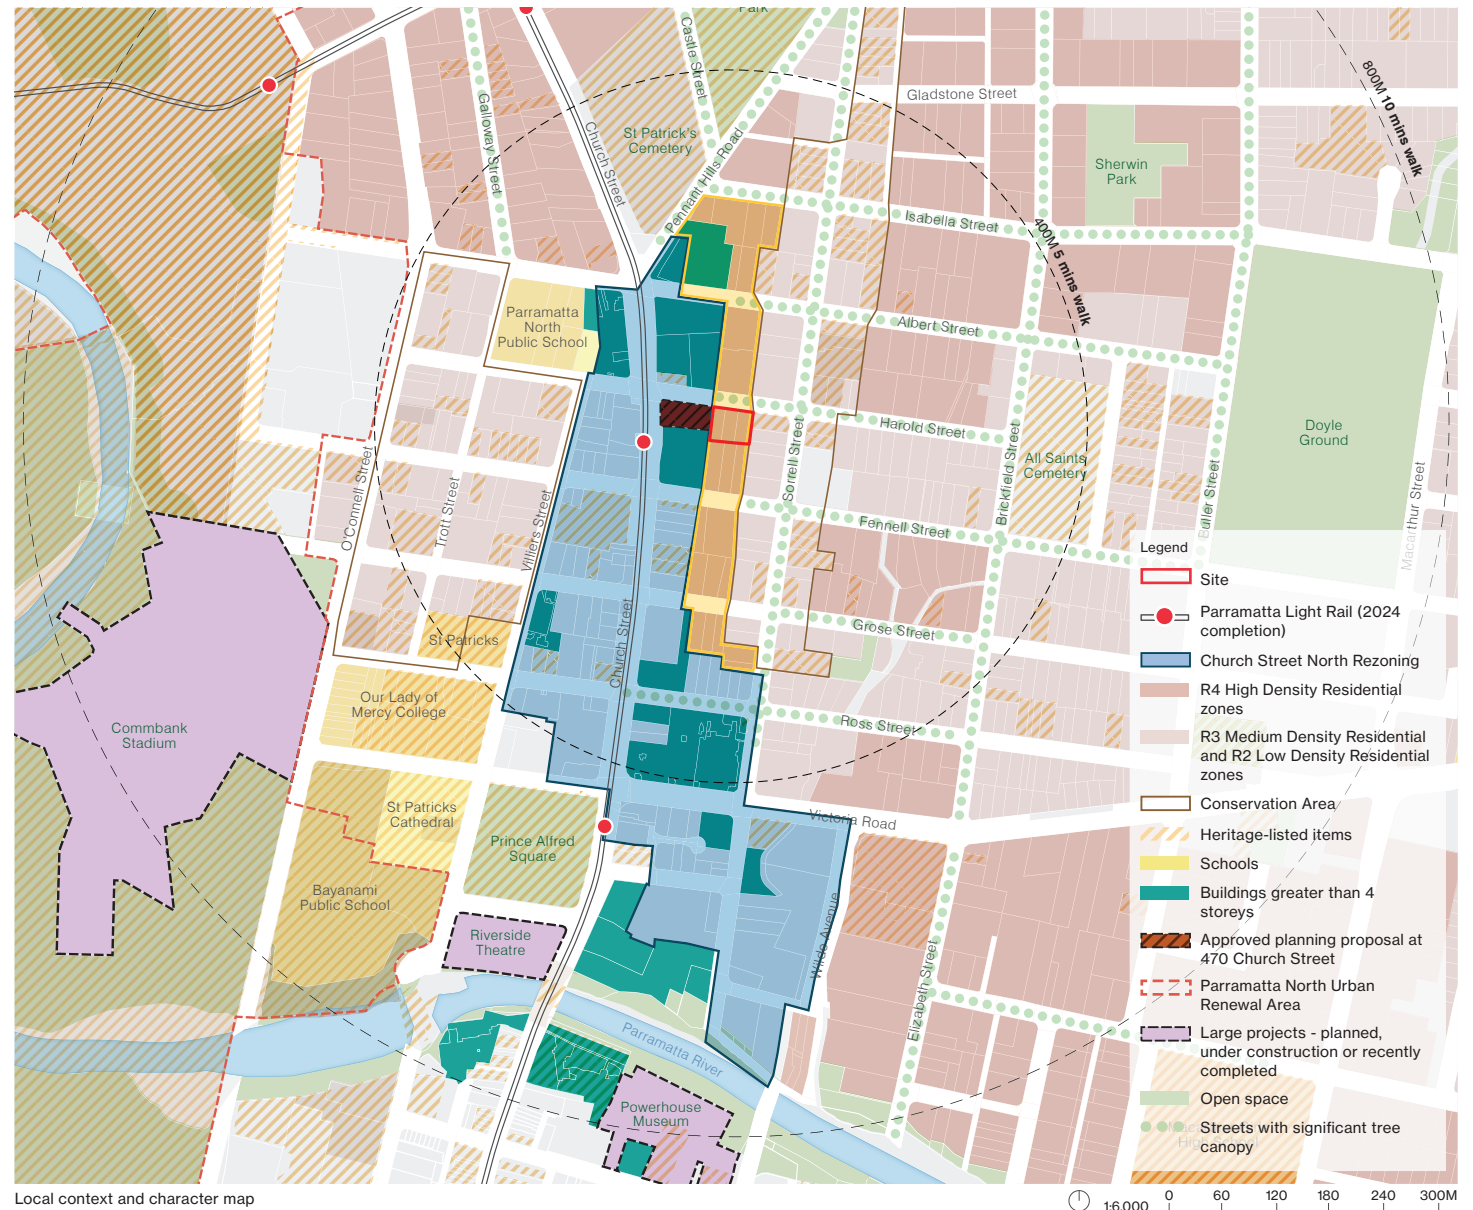 Park
Castle Street
Galloway Street
Church Street
St Patrick's
Cemetery
Pennant Hills Road
Gladstone Street
800M 10 mins walk
Sherwin
Park
Isabella Street
400M 5 mins walk
Albert Street
Parramatta
North
Public School
Harold Street
Sorrell Street
Brickfield Street
All Saints
Cemetery
Doyle
Ground
Buller Street
Macarthur Street
O'Connell Street
Trott Street
Villiers Street
Fennell Street
Church Street
Grose Street
St Patricks
Our Lady of
Mercy College
Ross Street
Commbank
Stadium
St Patricks
Cathedral
Prince Alfred
Square
Victoria Road
Bayanami
Public School
Riverside
Theatre
Wilde Avenue
Elizabeth Street
Parramatta River
Powerhouse
Museum
Legend
Site
Parramatta Light Rail (2024
completion)
Church Street North Rezoning
R4 High Density Residential
zones
R3 Medium Density Residential
and R2 Low Density Residential
zones
Conservation Area
Heritage-listed items
Schools
Buildings greater than 4
storeys
Approved planning proposal at
470 Church Street
Parramatta North Urban
Renewal Area
Large projects - planned,
under construction or recently
completed
Open space
Streets with significant tree
canopy
Local context and character map
1:6,000
0 60 120 180 240 300M